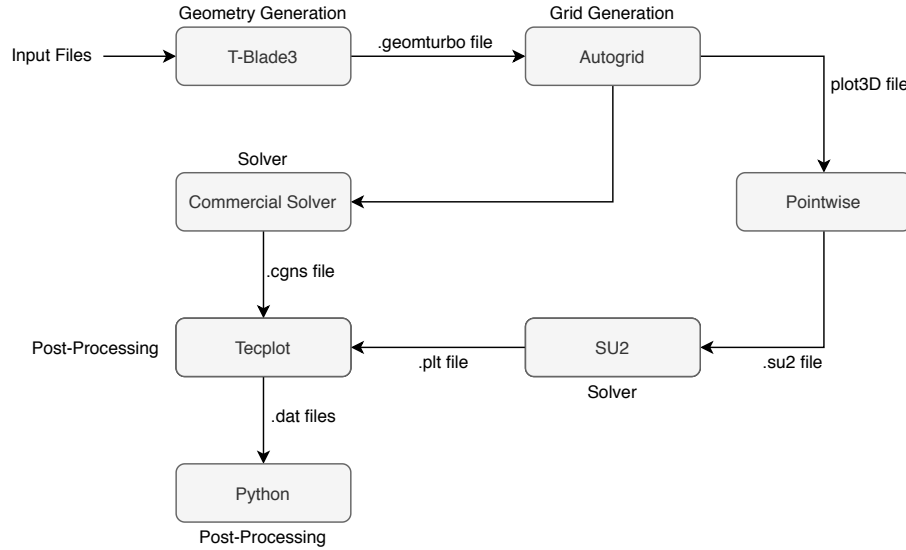 Geometry Generation
Grid Generation
Input Files
T-Blade3
.geomturbo file
Autogrid
plot3D file
Solver
Commercial Solver
Pointwise
.cgns file
Post-Processing
Tecplot
.plt file
SU2
.su2 file
Solver
.dat files
Python
Post-Processing